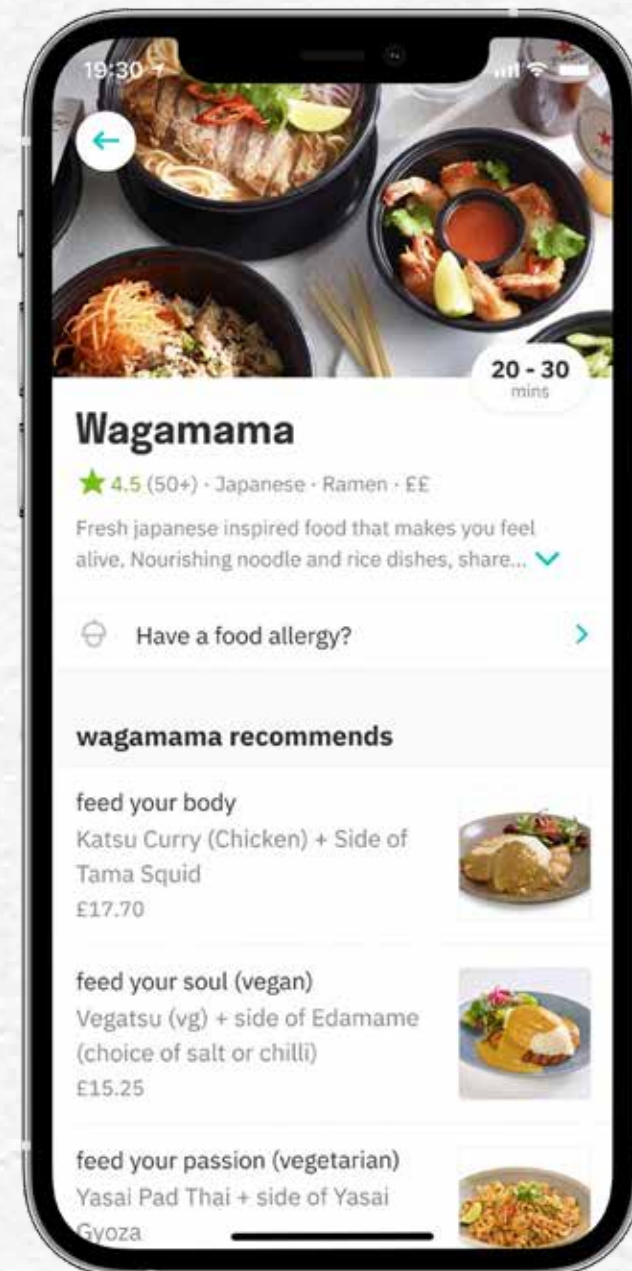 19:30
20 - 30
mins
Wagamama
4.5 (50+) · Japanese · Ramen · ££
Fresh japanese inspired food that makes you feel
alive. Nourishing noodle and rice dishes, share...
Have a food allergy?
wagamama recommends
feed your body
Katsu Curry (Chicken) + Side of
Tama Squid
£17.70
feed your soul (vegan)
Vegatsu (vg) + side of Edamame
(choice of salt or chilli)
£15.25
feed your passion (vegetarian)
Yasai Pad Thai + side of Yasai
Gyoza